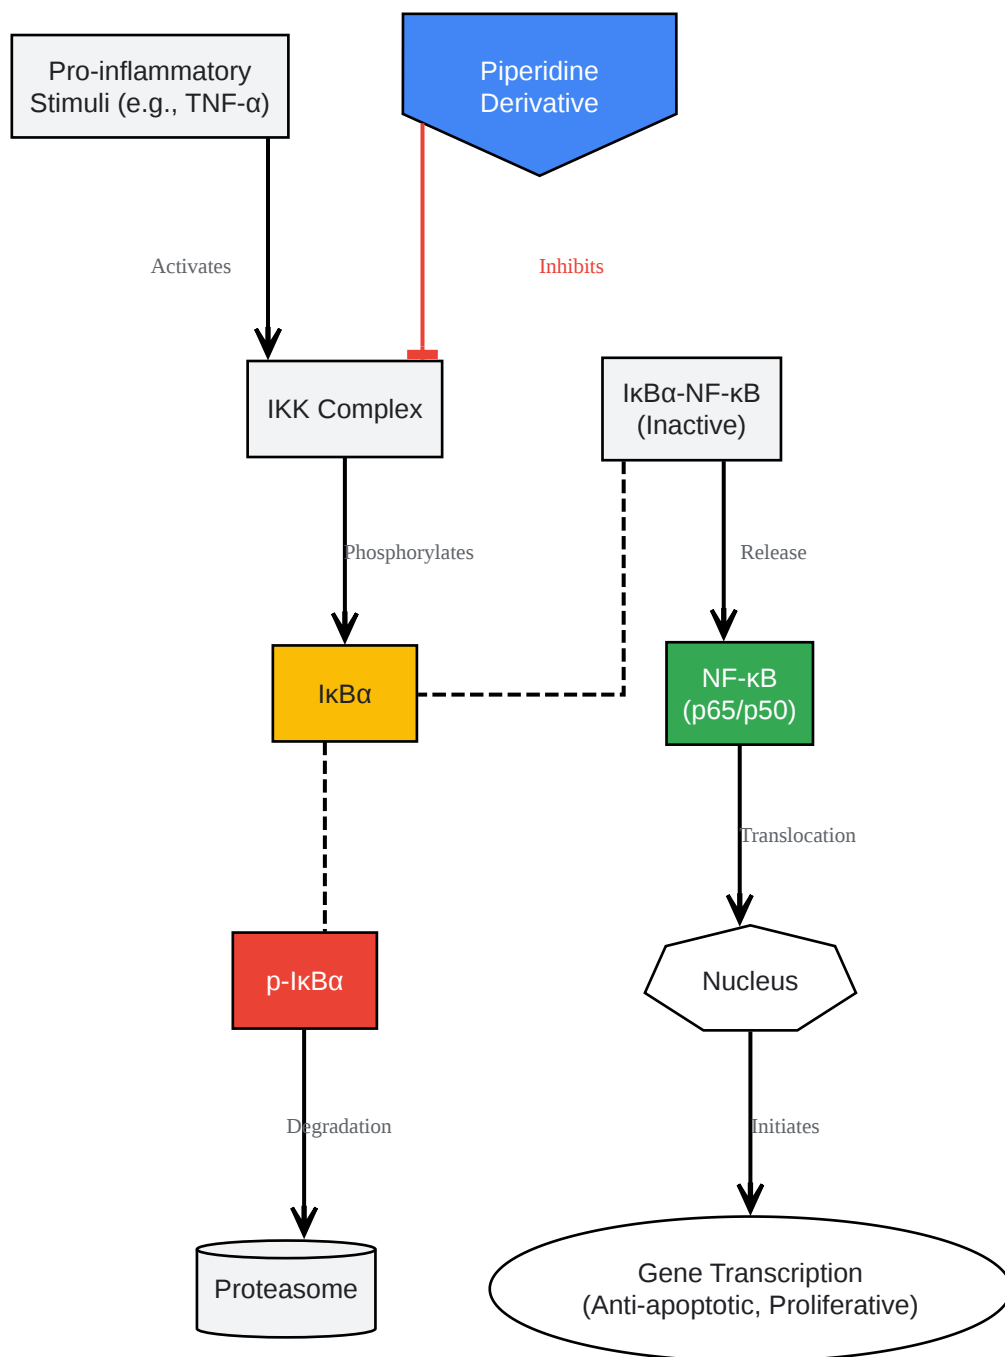 Pro-inflammatory
Stimuli (e.g., TNF-α)
Piperidine
Derivative
Activates
Inhibits
IKK Complex
IκBα-NF-κB
(Inactive)
Phosphorylates
Release
IκBα
NF-κB
(p65/p50)
Translocation
p-IκBα
Nucleus
Degradation
Initiates
Proteasome
Gene Transcription
(Anti-apoptotic, Proliferative)